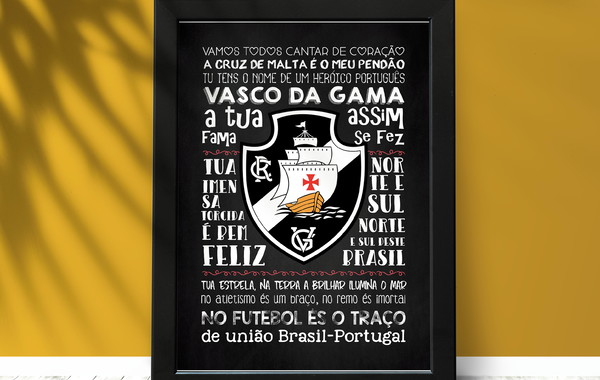 VAMOS TODOS CANTAR DE CORAÇÃO
A CRUZ DE MALTA É O MEU PENDÃO
TU TENS O NOME DE UM HERÓICO PORTUGUÊS
VASCO DA GAMA
a tua
Fama
assim
Se Fez
TUA
IMEN
SA
TORCIDA
É BEM
FELIZ
CR
VG
NOR
TE E
SUL
NORTE
E SUL DESTE
BRASIL
TUA ESTRELA, NA TERRA A BRILHAR ILUMINA O MAR
no atletismo és um braço, no remo és imortal
NO FUTEBOL ÉS O TRAÇO
de união Brasil-Portugal